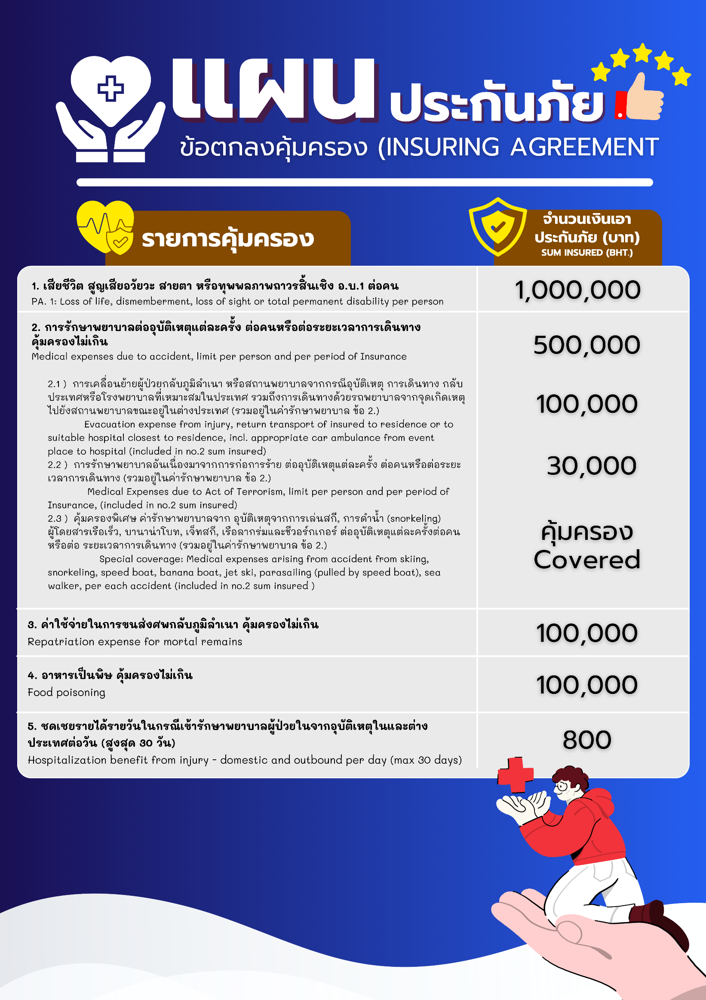 แผน ประกันภัย
ข้อตกลงคุ้มครอง (INSURING AGREEMENT
รายการคุ้มครอง
จำนวนเงินเอา
ประกันภัย (บาท)
SUM INSURED (BHT.)
1. เสียชีวิต สูญเสียอวัยวะ สายตา หรือทุพพลภาพถาวรสิ้นเชิง อ.บ.1 ต่อคน
PA. 1: Loss of life, dismemberment, loss of sight or total permanent disability per person
1,000,000
2. การรักษาพยาบาลต่ออุบัติเหตุแต่ละครั้ง ต่อคนหรือต่อระยะเวลาการเดินทาง
คุ้มครองไม่เกิน
Medical expenses due to accident, limit per person and per period of Insurance
500,000
2.1 ) การเคลื่อนย้ายผู้ป่วยกลับภูมิลำเนา หรือสถานพยาบาลจากกรณีอุบัติเหตุ การเดินทาง กลับ
ประเทศหรือโรงพยาบาลที่เหมาะสมในประเทศ รวมถึงการเดินทางด้วยรถพยาบาลจากจุดเกิดเหตุ
ไปยังสถานพยาบาลขณะอยู่ในต่างประเทศ (รวมอยู่ในค่ารักษาพยาบาล ข้อ 2.)
Evacuation expense from injury, return transport of insured to residence or to
suitable hospital closest to residence, incl. appropriate car ambulance from event
place to hospital (included in no.2 sum insured)
100,000
2.2 ) การรักษาพยาบาลอันเนื่องมาจากการก่อการร้าย ต่ออุบัติเหตุแต่ละครั้ง ต่อคนหรือต่อระยะ
เวลาการเดินทาง (รวมอยู่ในค่ารักษาพยาบาล ข้อ 2.)
Medical Expenses due to Act of Terrorism, limit per person and per period of
Insurance, (included in no.2 sum insured)
30,000
2.3 ) คุ้มครองพิเศษ ค่ารักษาพยาบาลจาก อุบัติเหตุจากการเล่นสกี, การดำน้ำ (snorkeling)
ผู้โดยสารเรือเร็ว, บานาน่าโบท, เจ็ทสกี, เรือลากร่มและซีวอร์กเกอร์ ต่ออุบัติเหตุแต่ละครั้งต่อคน
หรือต่อ ระยะเวลาการเดินทาง (รวมอยู่ในค่ารักษาพยาบาล ข้อ 2.)
Special coverage: Medical expenses arising from accident from skiing,
snorkeling, speed boat, banana boat, jet ski, parasailing (pulled by speed boat), sea
walker, per each accident (included in no.2 sum insured )
คุ้มครอง
Covered
3. ค่าใช้จ่ายในการขนส่งศพกลับภูมิลำเนา คุ้มครองไม่เกิน
Repatriation expense for mortal remains
100,000
4. อาหารเป็นพิษ คุ้มครองไม่เกิน
Food poisoning
100,000
5. ชดเชยรายได้รายวันในกรณีเข้ารักษาพยาบาลผู้ป่วยในจากอุบัติเหตุในและต่าง
ประเทศต่อวัน (สูงสุด 30 วัน)
Hospitalization benefit from injury - domestic and outbound per day (max 30 days)
800